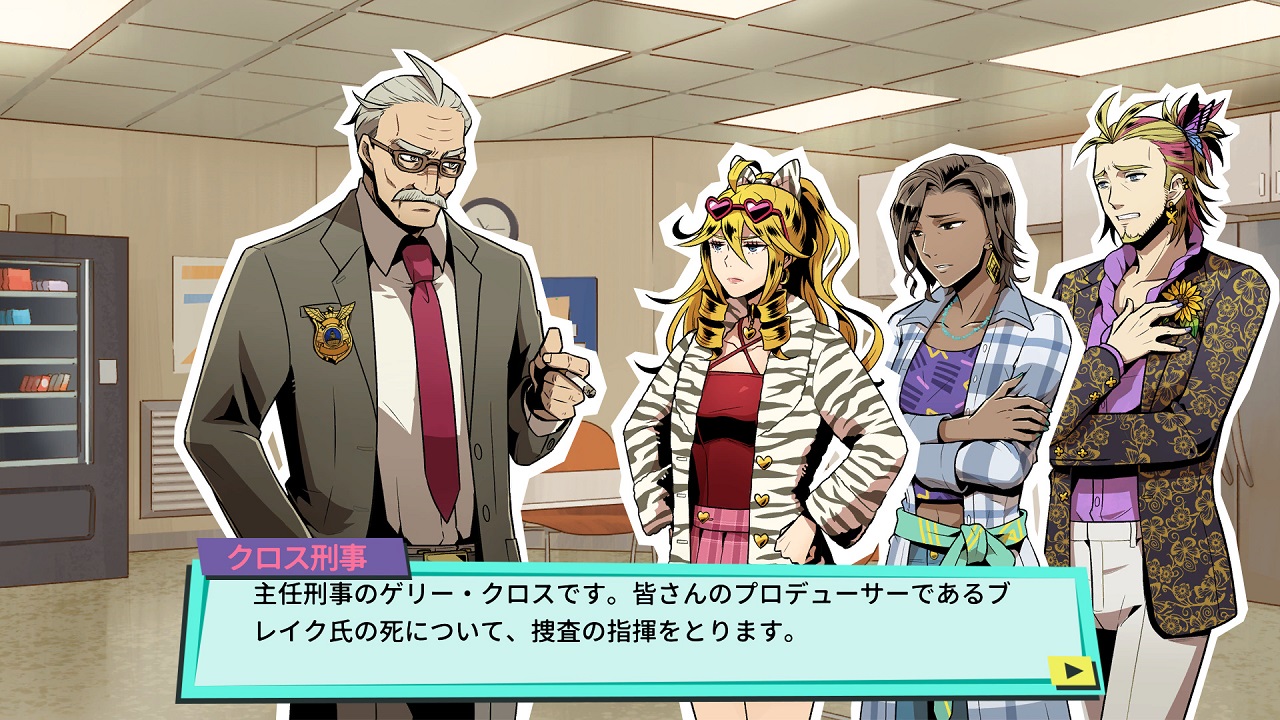 クロス刑事
主任刑事のゲリー・クロスです。皆さんのプロデューサーであるブ
レイク氏の死について、捜査の指揮をとります。